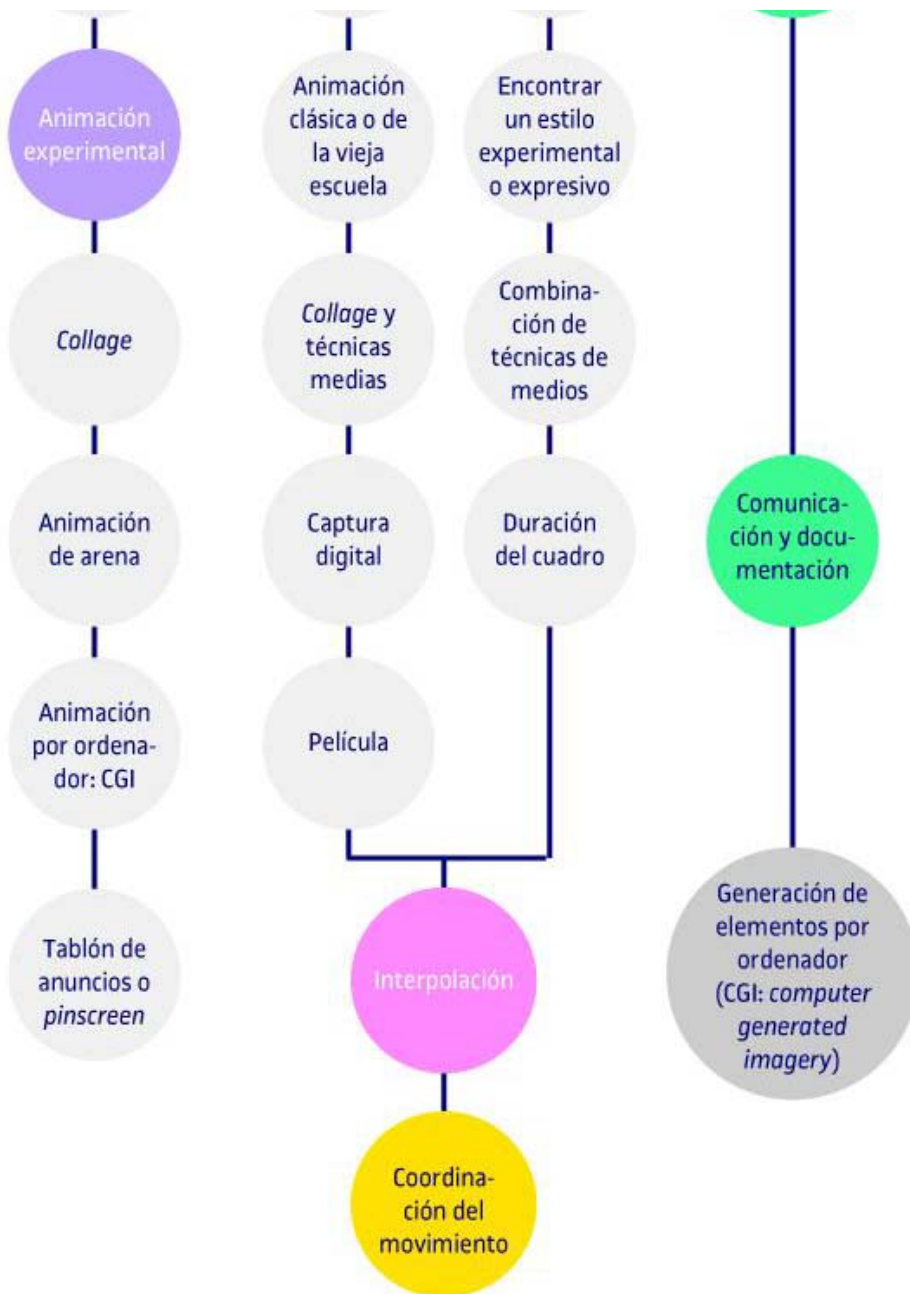 Animación
experimental
Collage
Animación
de arena
Animación
por ordena-
dor: CGI
Tablón de
anuncios o
pinscreen
Animación
clásica o de
la vieja
escuela
Collage y
técnicas
medias
Captura
digital
Película
Encontrar
un estilo
experimental
o expresivo
Combina-
ción de
técnicas de
medios
Duración
del cuadro
Interpolación
Coordina-
ción del
movimiento
Comunica-
ción y docu-
mentación
Generación de
elementos por
ordenador
(CGI: computer
generated
imagery)